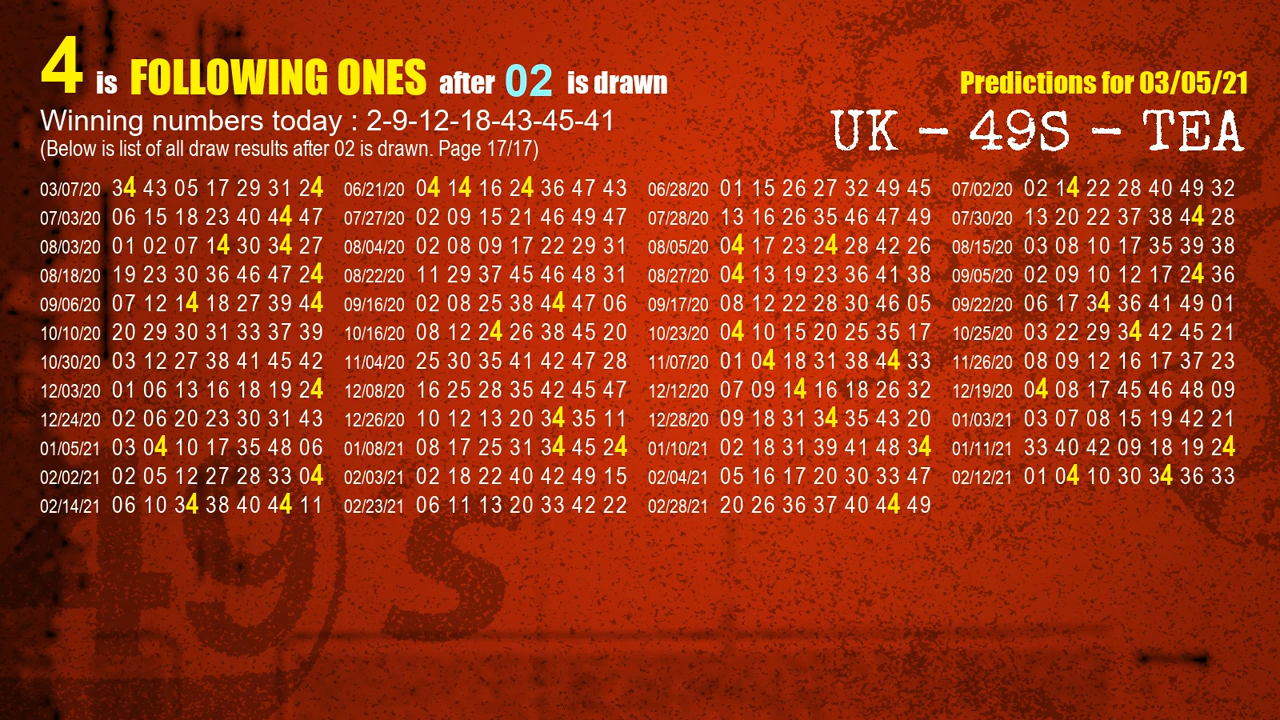 4 is FOLLOWING ONES after 02 is drawn
Predictions for 03/05/21
Winning numbers today : 2-9-12-18-43-45-41
UK - 49S - TEA
(Below is list of all draw results after 02 is drawn. Page 17/17)
03/07/20 34 43 05 17 29 31 24 06/21/20 04 14 16 24 36 47 43 06/28/20 01 15 26 27 32 49 45 07/02/20 02 14 22 28 40 49 32
07/03/20 06 15 18 23 40 44 47 07/27/20 02 09 15 21 46 49 47 07/28/20 13 16 26 35 46 47 49 07/30/20 13 20 22 37 38 44 28
08/03/20 01 02 07 14 30 34 27 08/04/20 02 08 09 17 22 29 31 08/05/20 04 17 23 24 28 42 26 08/15/20 03 08 10 17 35 39 38
08/18/20 19 23 30 36 46 47 24 08/22/20 11 29 37 45 46 48 31 08/27/20 04 13 19 23 36 41 38 09/05/20 02 09 10 12 17 24 36
09/06/20 07 12 14 18 27 39 44 09/16/20 02 08 25 38 44 47 06 09/17/20 08 12 22 28 30 46 05 09/22/20 06 17 34 36 41 49 01
10/10/20 20 29 30 31 33 37 39 10/16/20 08 12 24 26 38 45 20 10/23/20 04 10 15 20 25 35 17 10/25/20 03 22 29 34 42 45 21
10/30/20 03 12 27 38 41 45 42 11/04/20 25 30 35 41 42 47 28 11/07/20 01 04 18 31 38 44 33 11/26/20 08 09 12 16 17 37 23
12/03/20 01 06 13 16 18 19 24 12/08/20 16 25 28 35 42 45 47 12/12/20 07 09 14 16 18 26 32 12/19/20 04 08 17 45 46 48 09
12/24/20 02 06 20 23 30 31 43 12/26/20 10 12 13 20 34 35 11 12/28/20 09 18 31 34 35 43 20 01/03/21 03 07 08 15 19 42 21
01/05/21 03 04 10 17 35 48 06 01/08/21 08 17 25 31 34 45 24 01/10/21 02 18 31 39 41 48 34 01/11/21 33 40 42 09 18 19 24
02/02/21 02 05 12 27 28 33 04 02/03/21 02 18 22 40 42 49 15 02/04/21 05 16 17 20 30 33 47 02/12/21 01 04 10 30 34 36 33
02/14/21 06 10 34 38 40 44 11 02/23/21 06 11 13 20 33 42 22 02/28/21 20 26 36 37 40 44 49
49 s